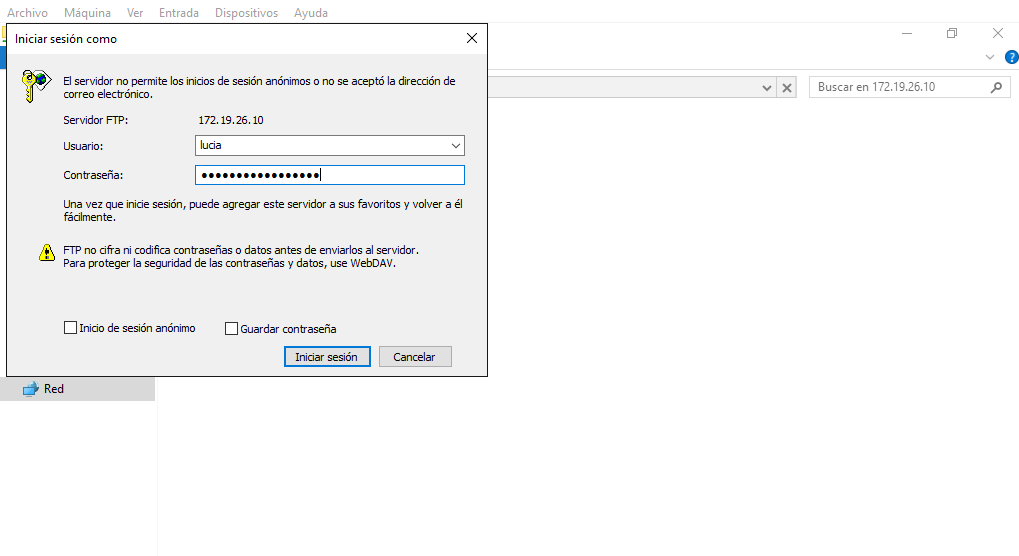 Archivo Máquina Ver Entrada Dispositivos Ayuda
Iniciar sesión como
El servidor no permite los inicios de sesión anónimos o no se aceptó la dirección de
correo electrónico.
Buscar en 172.19.26.10
Servidor FTP: 172.19.26.10
Usuario: lucia
Contraseña: ●●●●●●●●●●●●●●●●●
Una vez que inicie sesión, puede agregar este servidor a sus favoritos y volver a él
fácilmente.
FTP no cifra ni codifica contraseñas o datos antes de enviarlos al servidor.
Para proteger la seguridad de las contraseñas y datos, use WebDAV.
Inicio de sesión anónimo Guardar contraseña
Iniciar sesión Cancelar
Red